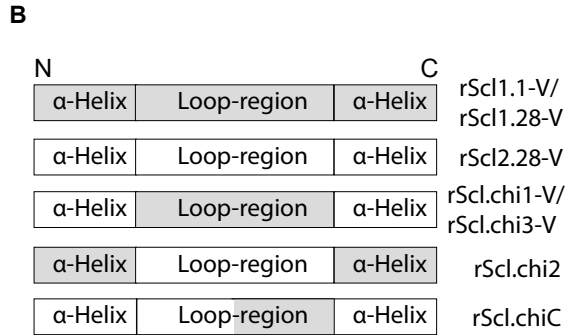 B
N C
α-Helix Loop-region α-Helix rScl1.1-V/
rScl1.28-V
α-Helix Loop-region α-Helix rScl2.28-V
α-Helix Loop-region α-Helix rScl.chi1-V/
rScl.chi3-V
α-Helix Loop-region α-Helix rScl.chi2
α-Helix Loop-region α-Helix rScl.chiC